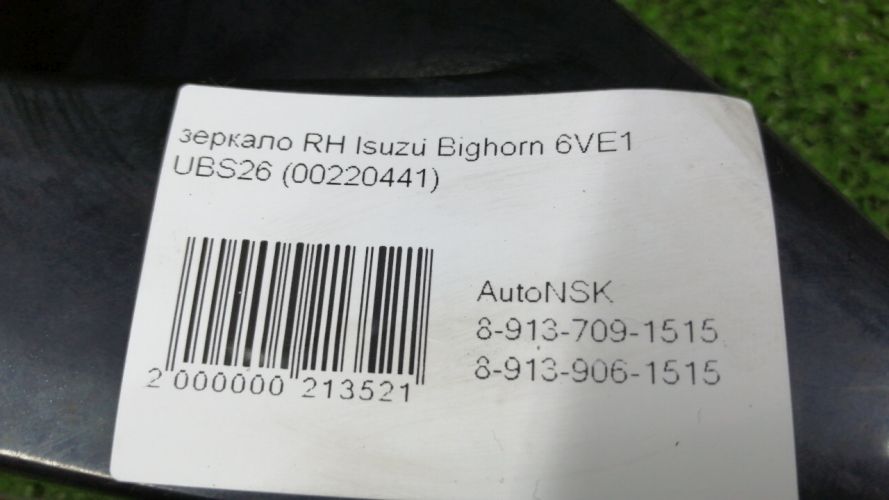 зеркало RH Isuzu Bighorn 6VE1
UBS26 (00220441)
AutoNSK
8-913-709-1515
8-913-906-1515
2 000000 213521